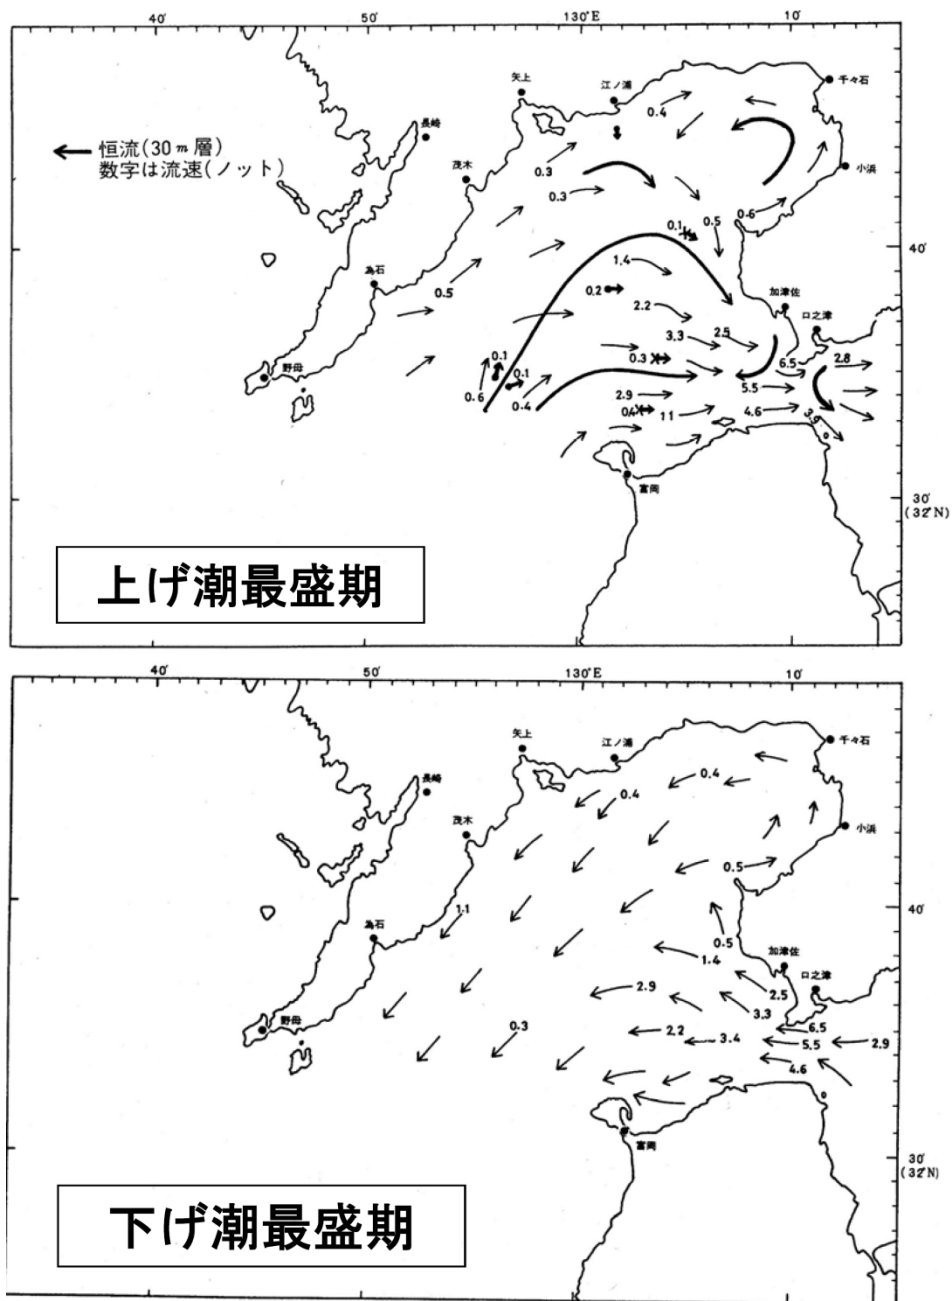 40′ 50′ 130°E 10′
矢上
江ノ浦
千々石
長崎
恒流(30m層)
数字は流速(ノット)
茂木
小浜
0.4
0.3
0.3
0.6
0.1
0.5
40′
1.4
為石
0.5
0.2
加津佐
口之津
2.2
3.3
2.5
0.1
0.3
6.5
2.8
野母
0.1
0.6
0.4
2.9
5.5
0.4
11
4.6
3.9
富岡
30′
(32°N)
上げ潮最盛期
40′ 50′ 130°E 10′
矢上
江ノ浦
千々石
長崎
0.4
0.4
茂木
小浜
0.5
1.1
40′
為石
0.5
加津佐
1.4
口之津
2.9
2.5
3.3
野母
0.3
2.2
3.4
6.5
5.5
2.9
4.6
富岡
30′
(32°N)
下げ潮最盛期